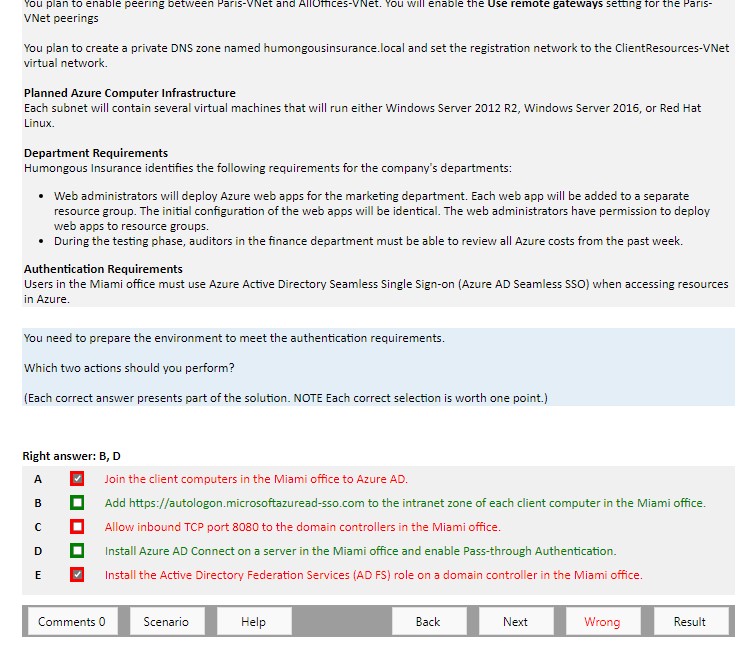 You plan to enable peering between Paris-VNet and AllOffices-VNet. You will enable the Use remote gateways setting for the Paris-
VNet peerings
You plan to create a private DNS zone named humongousinsurance.local and set the registration network to the ClientResources-VNet
virtual network.
Planned Azure Computer Infrastructure
Each subnet will contain several virtual machines that will run either Windows Server 2012 R2, Windows Server 2016, or Red Hat
Linux.
Department Requirements
Humongous Insurance identifies the following requirements for the company's departments:
• Web administrators will deploy Azure web apps for the marketing department. Each web app will be added to a separate
resource group. The initial configuration of the web apps will be identical. The web administrators have permission to deploy
web apps to resource groups.
• During the testing phase, auditors in the finance department must be able to review all Azure costs from the past week.
Authentication Requirements
Users in the Miami office must use Azure Active Directory Seamless Single Sign-on (Azure AD Seamless SSO) when accessing resources
in Azure.
You need to prepare the environment to meet the authentication requirements.
Which two actions should you perform?
(Each correct answer presents part of the solution. NOTE Each correct selection is worth one point.)
Right answer: B, D
A Join the client computers in the Miami office to Azure AD.
B Add https://autologon.microsoftazuread-sso.com to the intranet zone of each client computer in the Miami office.
C Allow inbound TCP port 8080 to the domain controllers in the Miami office.
D Install Azure AD Connect on a server in the Miami office and enable Pass-through Authentication.
E Install the Active Directory Federation Services (AD FS) role on a domain controller in the Miami office.
Comments 0 Scenario Help Back Next Wrong Result